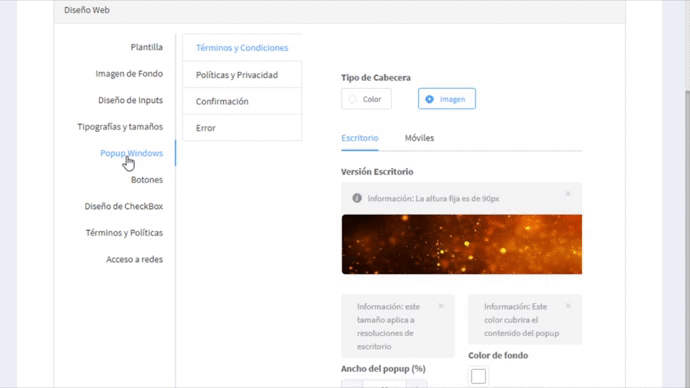 Diseño Web
Plantilla
Imagen de Fondo
Diseño de Inputs
Tipografías y tamaños
Popup Windows
Botones
Diseño de CheckBox
Términos y Políticas
Acceso a redes
Términos y Condiciones
Políticas y Privacidad
Confirmación
Error
Tipo de Cabecera
Color
Imagen
Escritorio
Móviles
Versión Escritorio
Información: La altura fija es de 90px
Información: este
tamaño aplica a
resoluciones de
escritorio
Información: Este
color cubrira el
contenido del popup
Ancho del popup (%)
Color de fondo